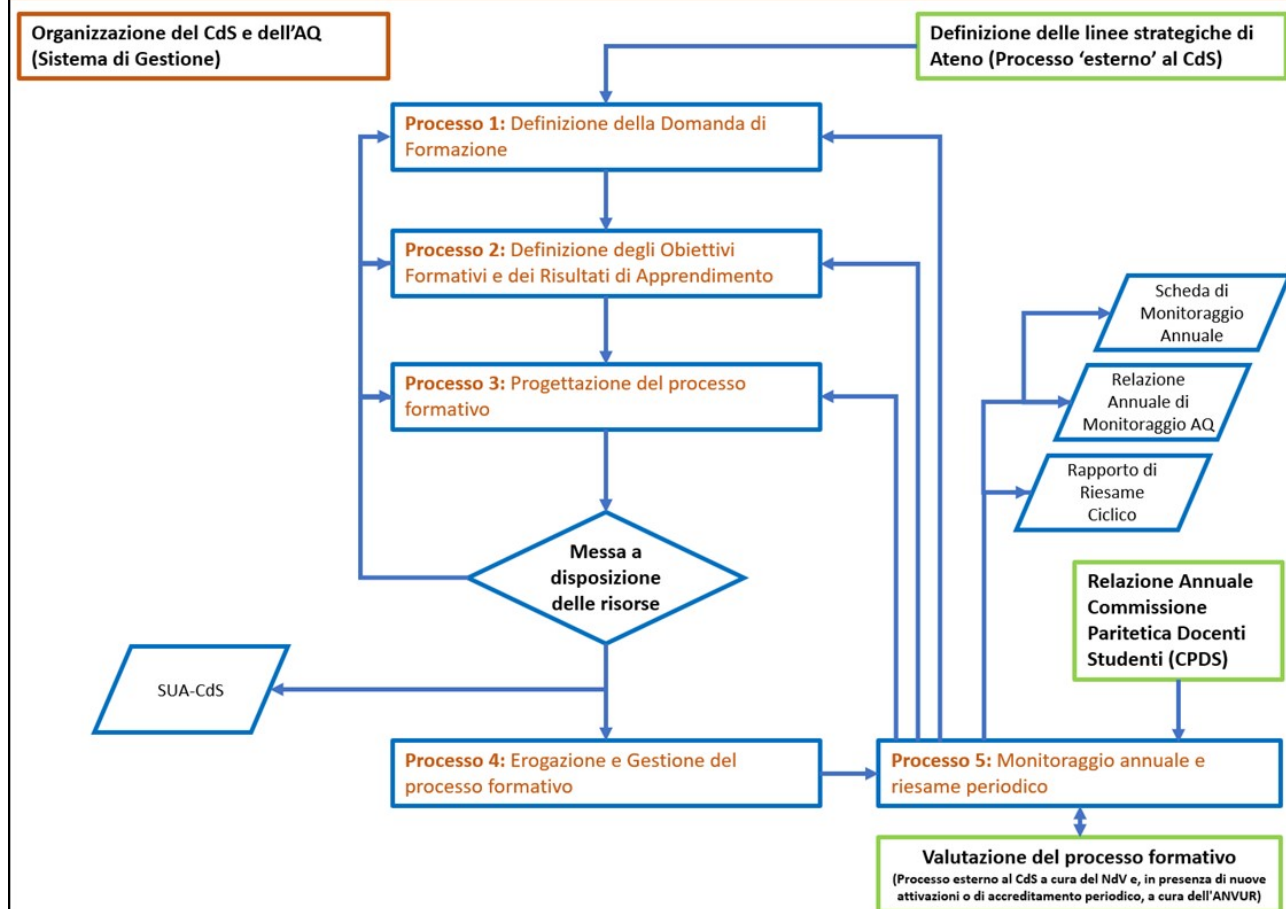 Organizzazione del CdS e dell'AQ
(Sistema di Gestione)
Definizione delle linee strategiche di
Ateno (Processo 'esterno' al CdS)
Processo 1: Definizione della Domanda di
Formazione
Processo 2: Definizione degli Obiettivi
Formativi e dei Risultati di Apprendimento
Processo 3: Progettazione del processo
formativo
Scheda di
Monitoraggio
Annuale
Relazione
Annuale di
Monitoraggio AQ
Rapporto di
Riesame
Ciclico
Messa a
disposizione
delle risorse
Relazione Annuale
Commissione
Paritetica Docenti
Studenti (CPDS)
SUA-CdS
Processo 4: Erogazione e Gestione del
processo formativo
Processo 5: Monitoraggio annuale e
riesame periodico
Valutazione del processo formativo
(Processo esterno al CdS a cura del NdV e, in presenza di nuove
attivazioni o di accreditamento periodico, a cura dell'ANVUR)